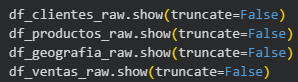 df_clientes_raw.show(truncate=False)
df_productos_raw.show(truncate=False)
df_geografia_raw.show(truncate=False)
df_ventas_raw.show(truncate=False)